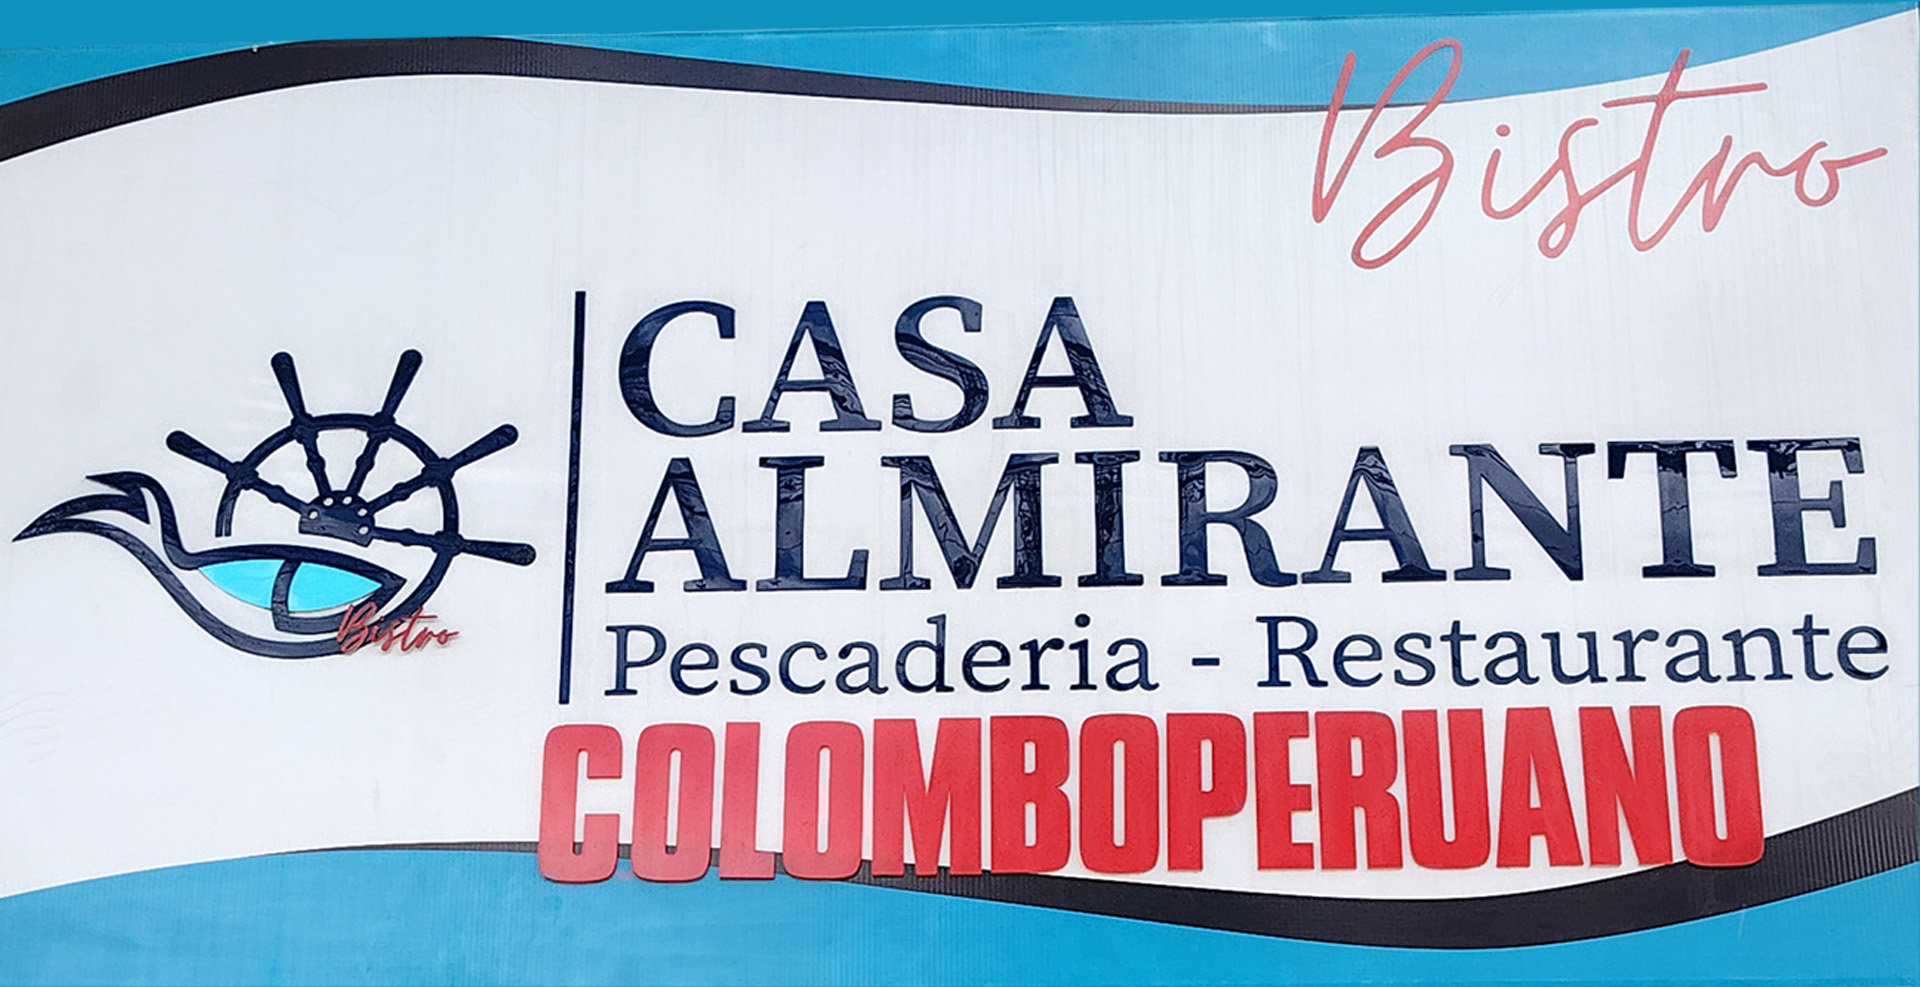 Bistro
CASA
ALMIRANTE
Bistro
Pescaderia - Restaurante
COLOMBOPERUANO